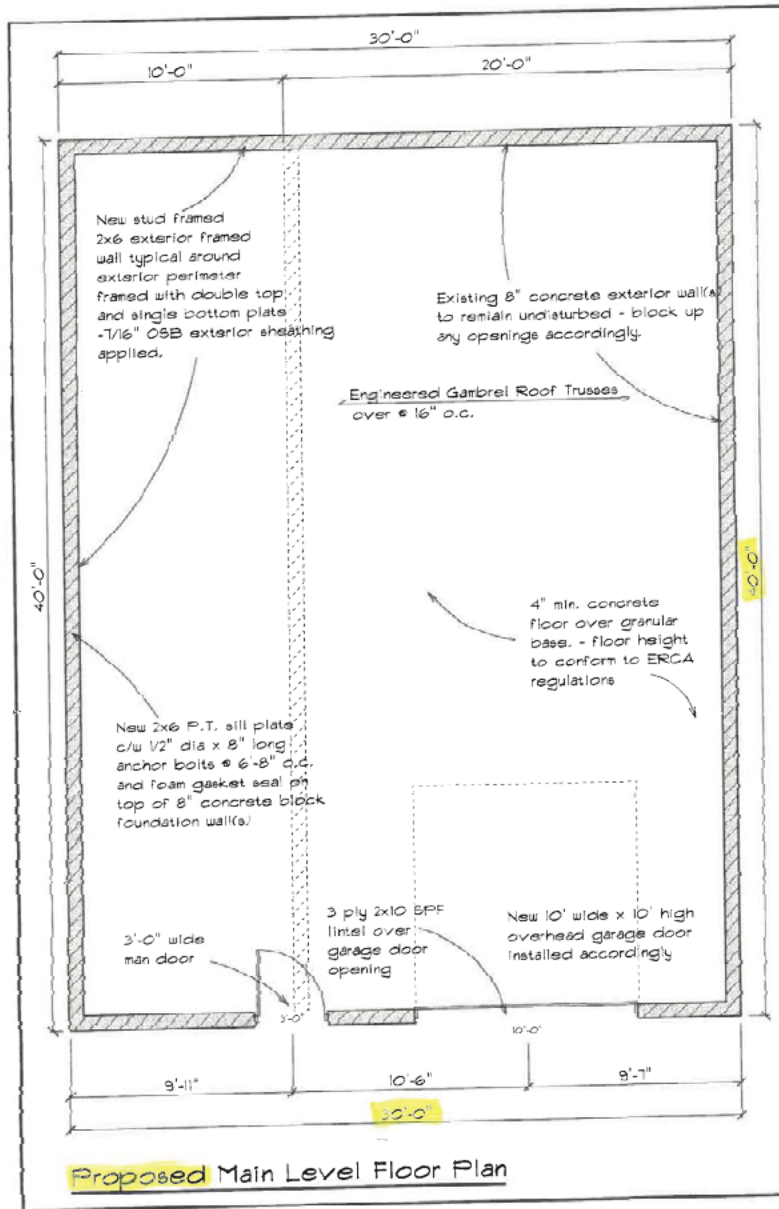 30'-0"
10'-0"
20'-0"
New stud framed
2x6 exterior framed
wall typical around
exterior perimeter
framed with double top
and single bottom plate
-7/16" OSB exterior sheathing
applied.
Existing 8" concrete exterior wall(s)
to remain undisturbed - block up
any openings accordingly.
Engineered Gambrel Roof Trusses
over @ 16" o.c.
40'-0"
40'-0"
4" min. concrete
floor over granular
base. - floor height
to conform to ERCA
regulations
New 2x6 P.T. sill plate
c/w 1/2" dia x 8" long
anchor bolts @ 6'-8" o.c.
and foam gasket seal on
top of 8" concrete block
foundation wall(s.)
3'-0" wide
man door
3 ply 2x10 SPF
lintel over
garage door
opening
New 10' wide x 10' high
overhead garage door
installed accordingly
3'-0"
10'-0"
9'-11"
10'-6"
9'-7"
30'-0"
Proposed Main Level Floor Plan